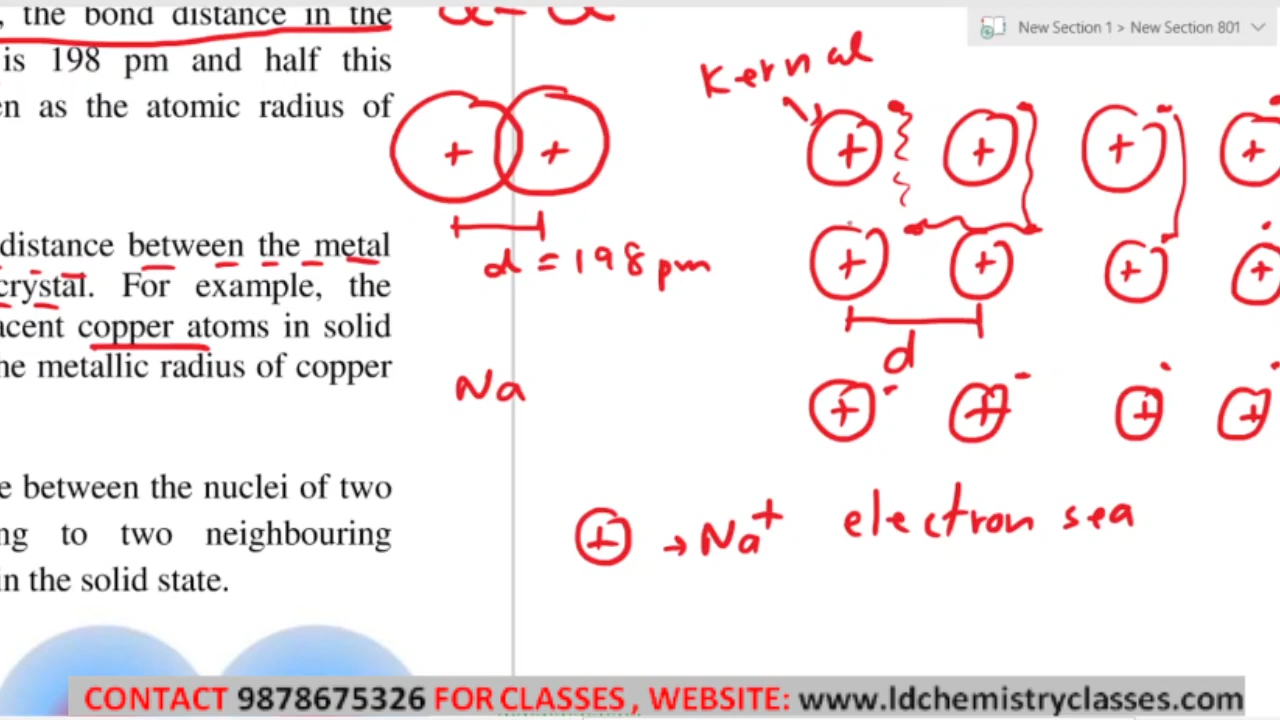 , the bond distance in the
is 198 pm and half this
en as the atomic radius of
distance between the metal
crystal. For example, the
acent copper atoms in solid
he metallic radius of copper
e between the nuclei of two
ng to two neighbouring
in the solid state.
+ +
d = 198 pm
Na
New Section 1 > New Section 801
Kernal
+ + + +
+ + + +
d
+ + + +
+ → Na+ electron sea
CONTACT 9878675326 FOR CLASSES , WEBSITE: www.ldchemistryclasses.com